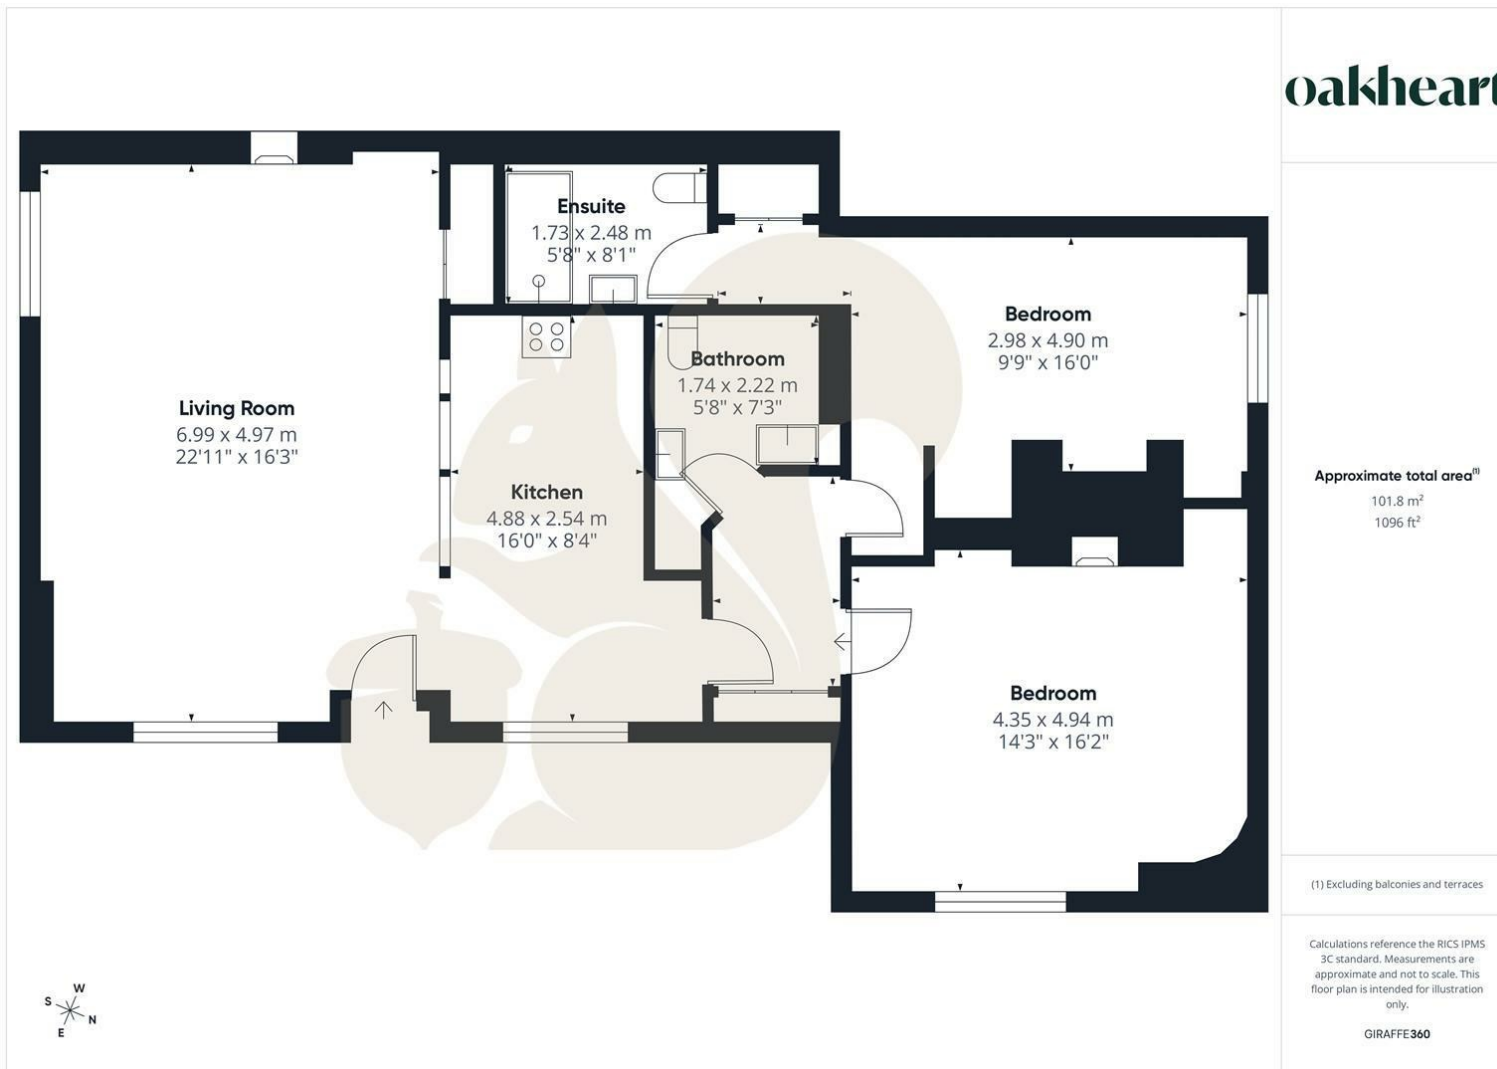 oakheart
Ensuite
1.73 x 2.48 m
5'8" x 8'1"
Bedroom
2.98 x 4.90 m
9'9" x 16'0"
Bathroom
1.74 x 2.22 m
5'8" x 7'3"
Living Room
6.99 x 4.97 m
22'11" x 16'3"
Kitchen
4.88 x 2.54 m
16'0" x 8'4"
Bedroom
4.35 x 4.94 m
14'3" x 16'2"
W
S
N
E
Approximate total area⁽¹⁾
101.8 m²
1096 ft²
(1) Excluding balconies and terraces
Calculations reference the RICS IPMS
3C standard. Measurements are
approximate and not to scale. This
floor plan is intended for illustration
only.
GIRAFFE360